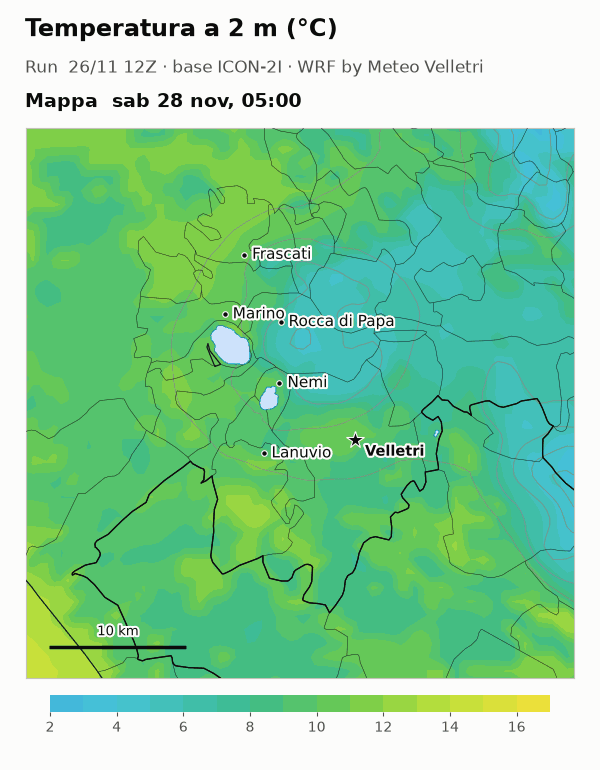 Temperatura a 2 m (°C)
Run  26/11 12Z · base ICON-2I · WRF by Meteo Velletri
Mappa  sab 28 nov, 05:00
Frascati
Marino
Rocca di Papa
Nemi
Velletri
Lanuvio
10 km
2 4 6 8 10 12 14 16